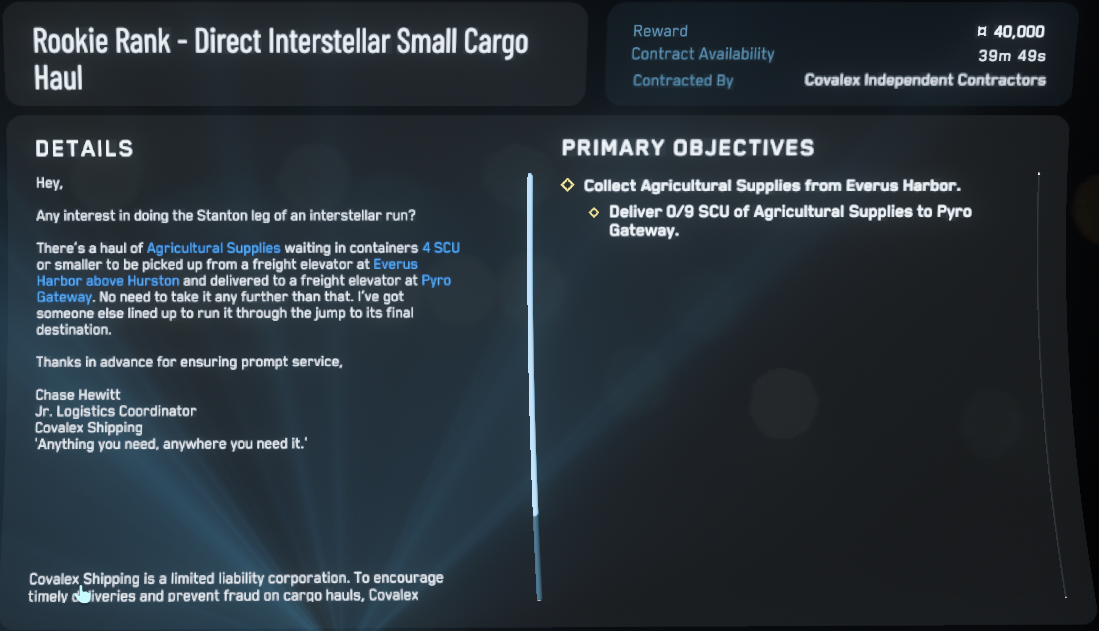 Rookie Rank - Direct Interstellar Small Cargo
Haul
Reward ¤ 40,000
Contract Availability 39m 49s
Contracted By Covalex Independent Contractors
DETAILS
Hey,
Any interest in doing the Stanton leg of an interstellar run?
There's a haul of Agricultural Supplies waiting in containers 4 SCU
or smaller to be picked up from a freight elevator at Everus
Harbor above Hurston and delivered to a freight elevator at Pyro
Gateway. No need to take it any further than that. I've got
someone else lined up to run it through the jump to its final
destination.
Thanks in advance for ensuring prompt service,
Chase Hewitt
Jr. Logistics Coordinator
Covalex Shipping
'Anything you need, anywhere you need it.'
Covalex Shipping is a limited liability corporation. To encourage
timely deliveries and prevent fraud on cargo hauls, Covalex
PRIMARY OBJECTIVES
Collect Agricultural Supplies from Everus Harbor.
Deliver 0/9 SCU of Agricultural Supplies to Pyro
Gateway.